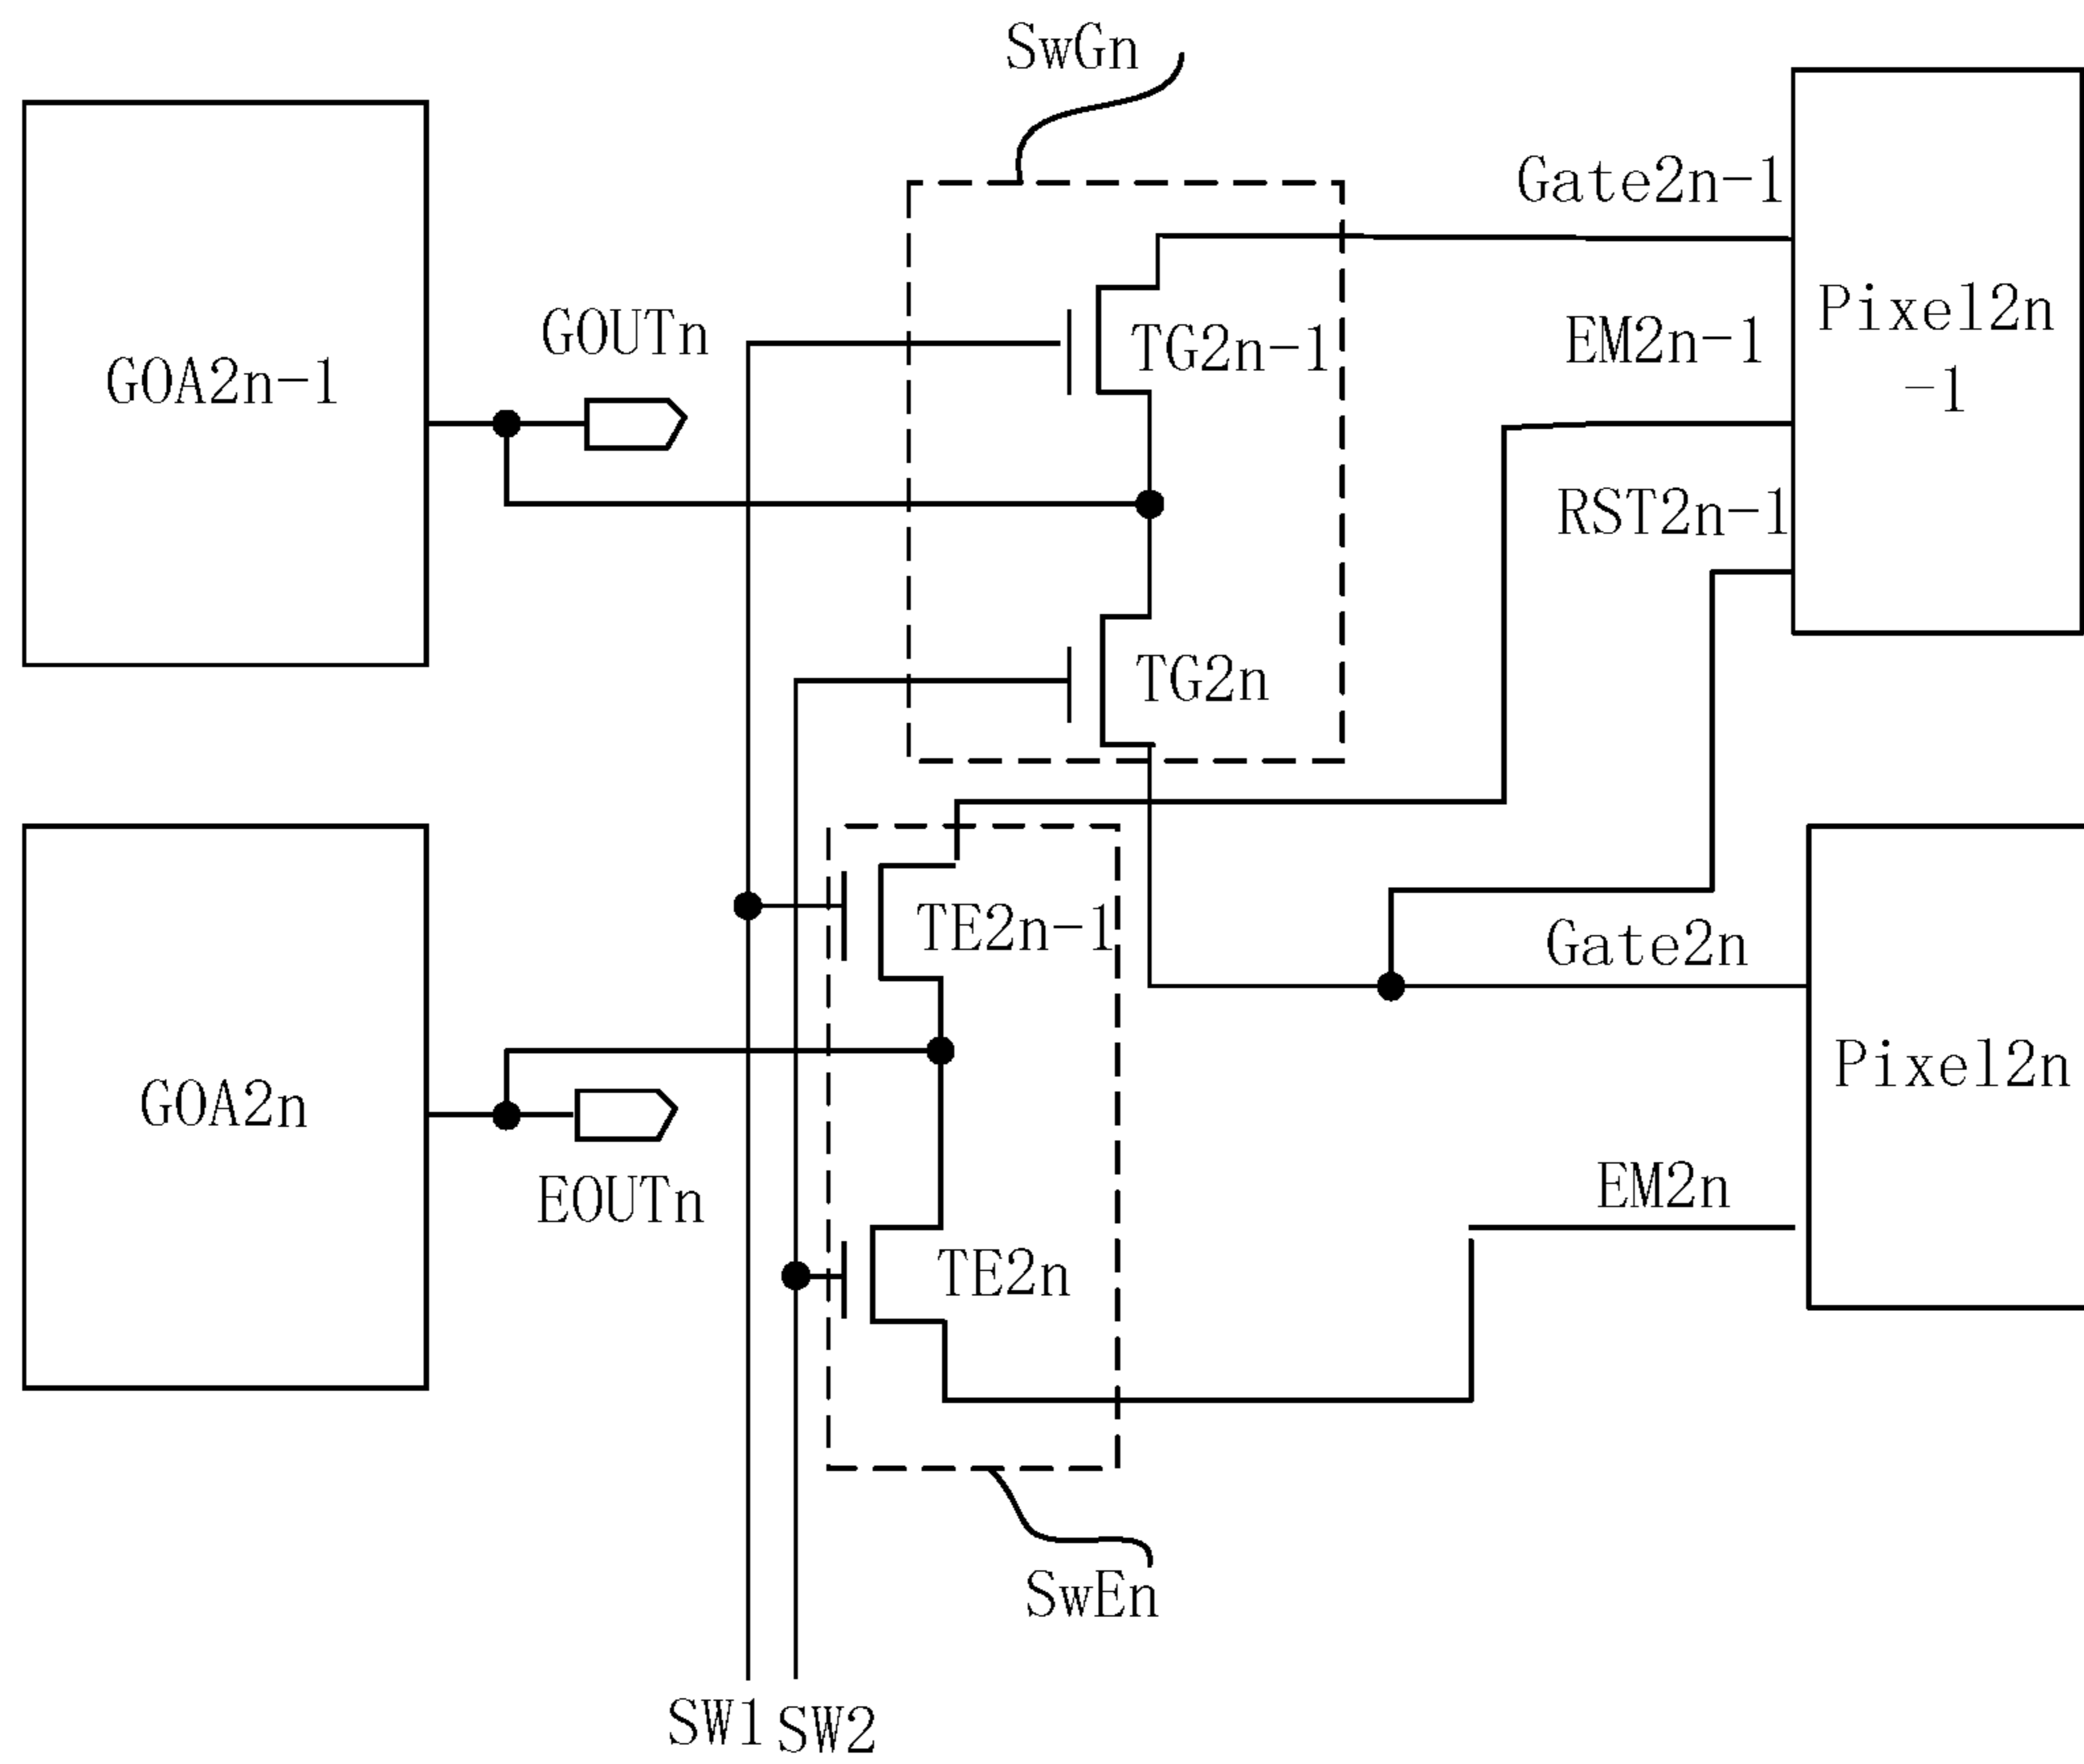 SwGn
Gate2n-1
GOUTn
GOA2n-1
TG2n-1
EM2n-1
Pixel2n
-1
RST2n-1
TG2n
TE2n-1
Gate2n
GOA2n
EOUTn
Pixel2n
EM2n
TE2n
SwEn
SW1
SW2